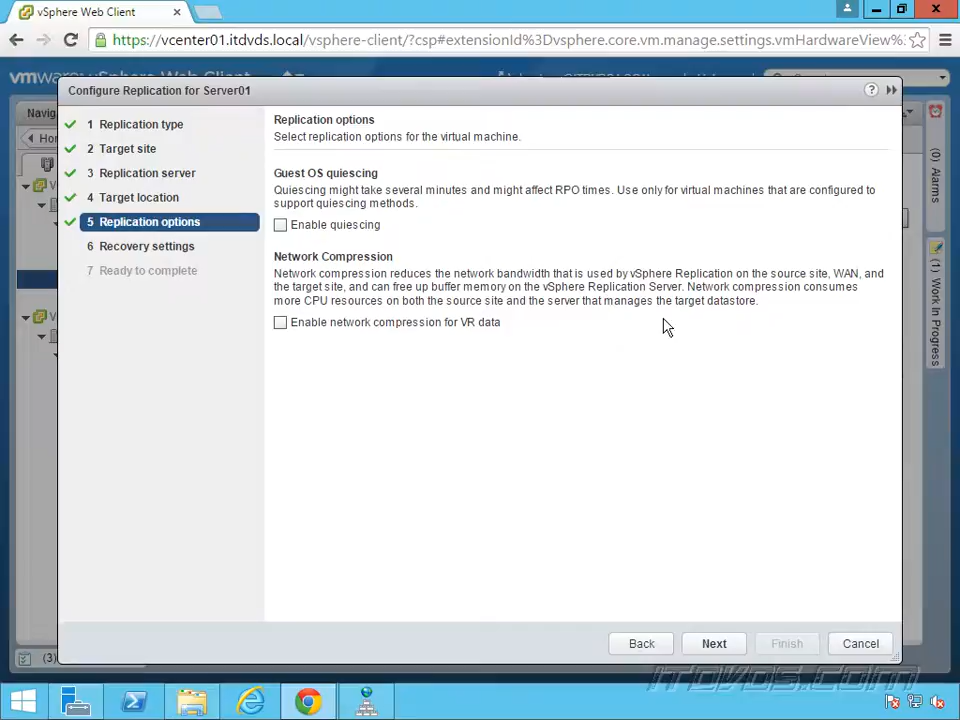 vSphere Web Client
https://vcenter01.itdvds.local/vsphere-client/?csp#extensionId%3Dvsphere.core.vm.manage.settings.vmHardwareView%
vmware vSphere Web Client
Configure Replication for Server01
Navig
Hom
1 Replication type
2 Target site
3 Replication server
4 Target location
5 Replication options
6 Recovery settings
7 Ready to complete
Replication options
Select replication options for the virtual machine.
Guest OS quiescing
Quiescing might take several minutes and might affect RPO times. Use only for virtual machines that are configured to
support quiescing methods.
Enable quiescing
Network Compression
Network compression reduces the network bandwidth that is used by vSphere Replication on the source site, WAN, and
the target site, and can free up buffer memory on the vSphere Replication Server. Network compression consumes
more CPU resources on both the source site and the server that manages the target datastore.
Enable network compression for VR data
(0) Alarms
(1) Work In Progress
Back
Next
Finish
Cancel
(3)
ITDVDS.COM